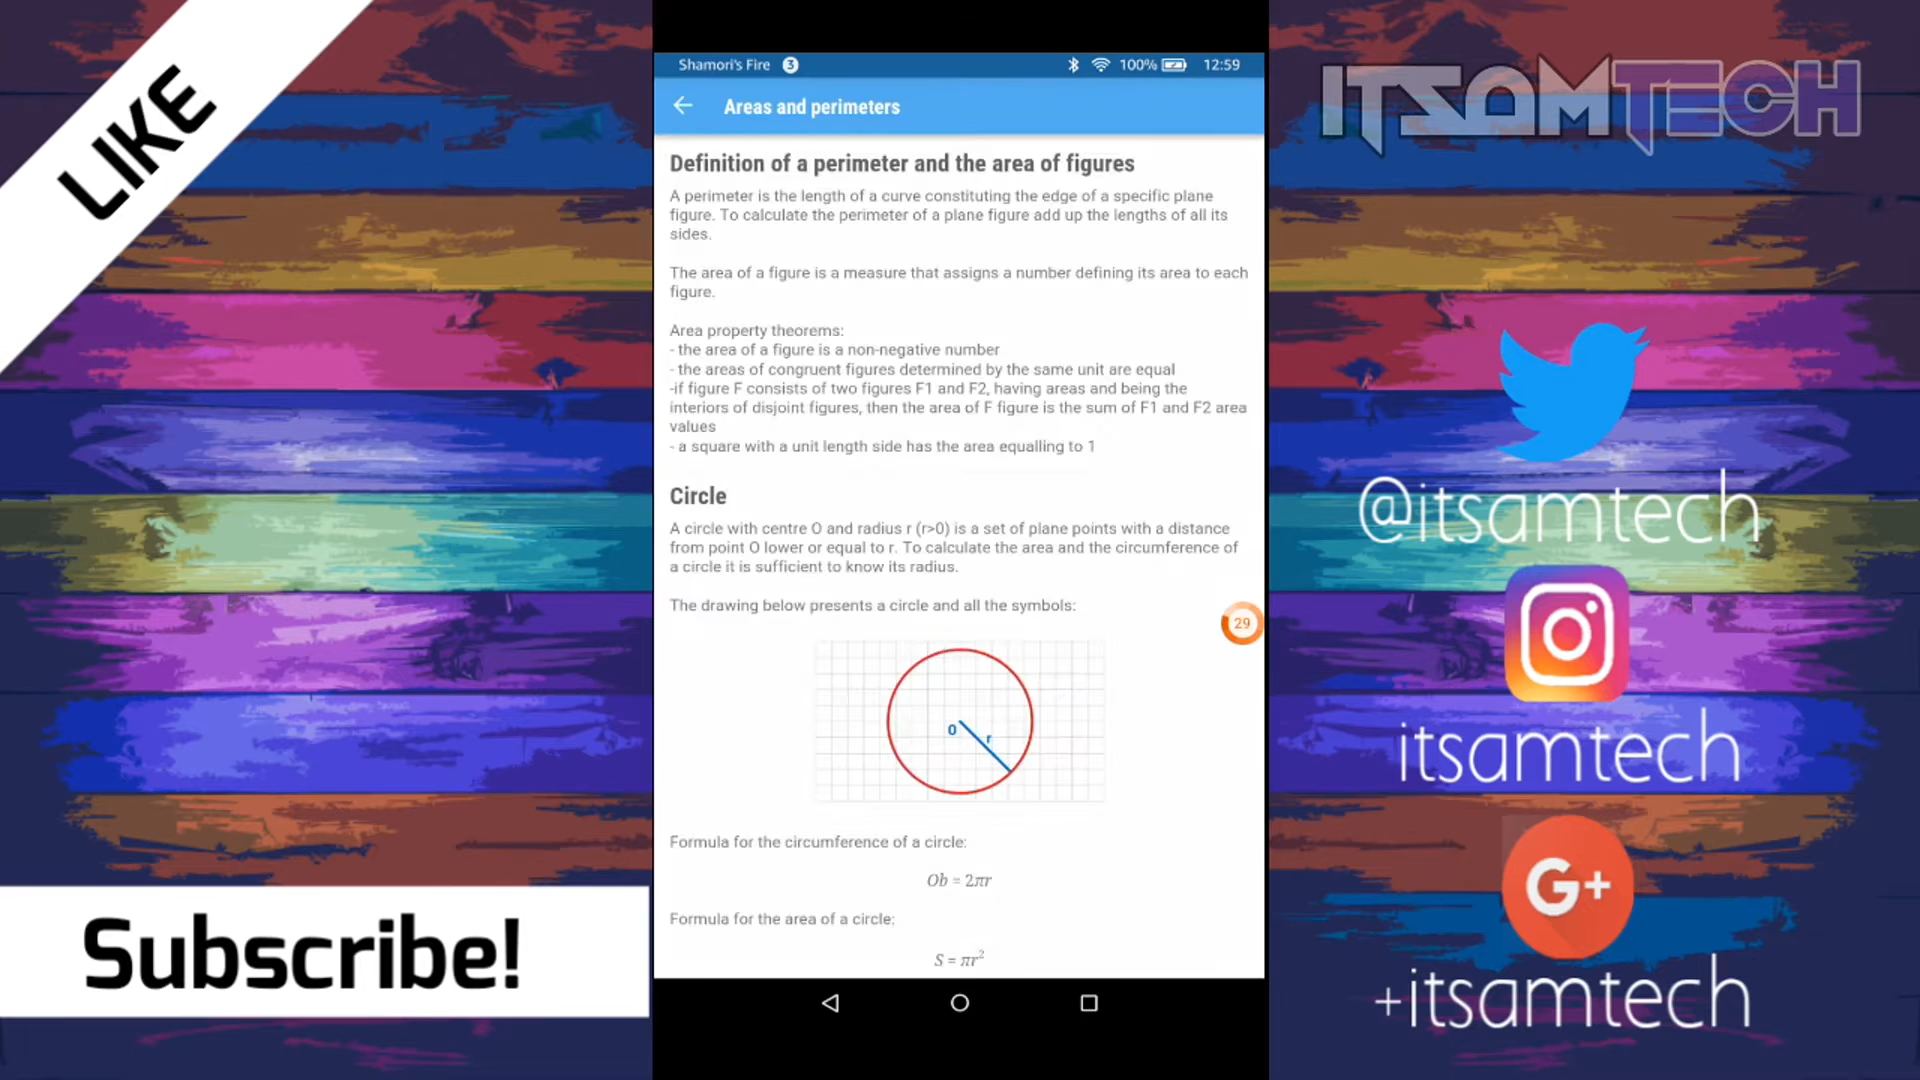 LIKE
Shamori's Fire 3
100% 12:59
Areas and perimeters
Definition of a perimeter and the area of figures
A perimeter is the length of a curve constituting the edge of a specific plane
figure. To calculate the perimeter of a plane figure add up the lengths of all its
sides.
The area of a figure is a measure that assigns a number defining its area to each
figure.
Area property theorems:
- the area of a figure is a non-negative number
- the areas of congruent figures determined by the same unit are equal
-if figure F consists of two figures F1 and F2, having areas and being the
interiors of disjoint figures, then the area of F figure is the sum of F1 and F2 area
values
- a square with a unit length side has the area equalling to 1
Circle
A circle with centre O and radius r (r>0) is a set of plane points with a distance
from point O lower or equal to r. To calculate the area and the circumference of
a circle it is sufficient to know its radius.
The drawing below presents a circle and all the symbols:
29
O
r
Formula for the circumference of a circle:
Ob = 2πr
Formula for the area of a circle:
S = πr²
Subscribe!
ITSAMTECH
@itsamtech
itsamtech
G+
+itsamtech